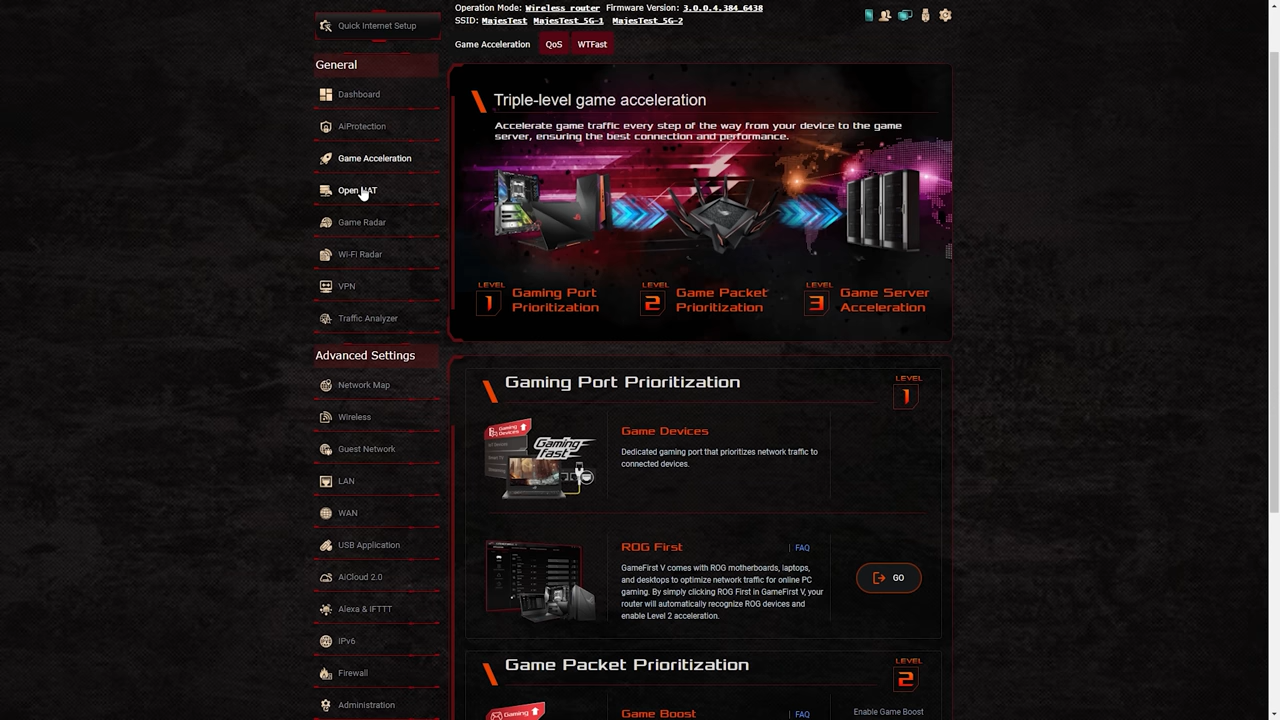 Operation Mode: Wireless router Firmware Version: 3.0.0.4.384_6438
SSID: MajesTest MajesTest_5G-1 MajesTest_5G-2
Quick Internet Setup
General
Dashboard
AiProtection
Game Acceleration
Open NAT
Game Radar
Wi-Fi Radar
VPN
Traffic Analyzer
Advanced Settings
Network Map
Wireless
Guest Network
LAN
WAN
USB Application
AiCloud 2.0
Alexa & IFTTT
IPv6
Firewall
Administration
Game Acceleration QoS WTFast
Triple-level game acceleration
Accelerate game traffic every step of the way from your device to the game
server, ensuring the best connection and performance.
LEVEL
1
Gaming Port
Prioritization
LEVEL
2
Game Packet
Prioritization
LEVEL
3
Game Server
Acceleration
Gaming Port Prioritization
LEVEL
1
Gaming
Devices
Gaming
fast
Game Devices
Dedicated gaming port that prioritizes network traffic to
connected devices.
ROG First
FAQ
GameFirst V comes with ROG motherboards, laptops,
and desktops to optimize network traffic for online PC
gaming. By simply clicking ROG First in GameFirst V, your
router will automatically recognize ROG devices and
enable Level 2 acceleration.
GO
Game Packet Prioritization
LEVEL
2
Gaming
Game Boost
FAQ
Enable Game Boost